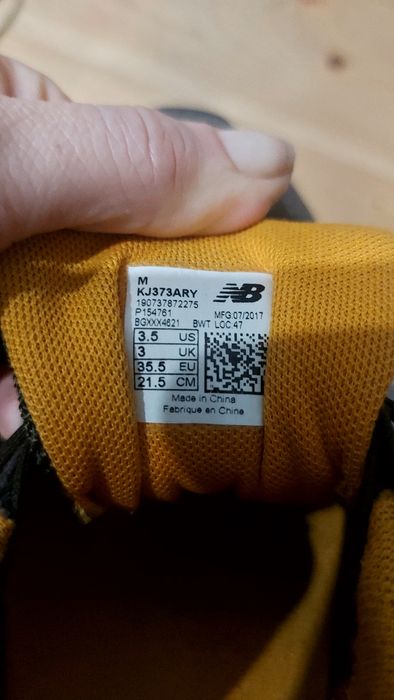 M
KJ373ARY
NB
190737872275
P154761 MFG:07/2017
BGXXX4621 BWT LOC:47
3.5 US
3 UK
35.5 EU
21.5 CM
Made in China
Fabrique en Chine